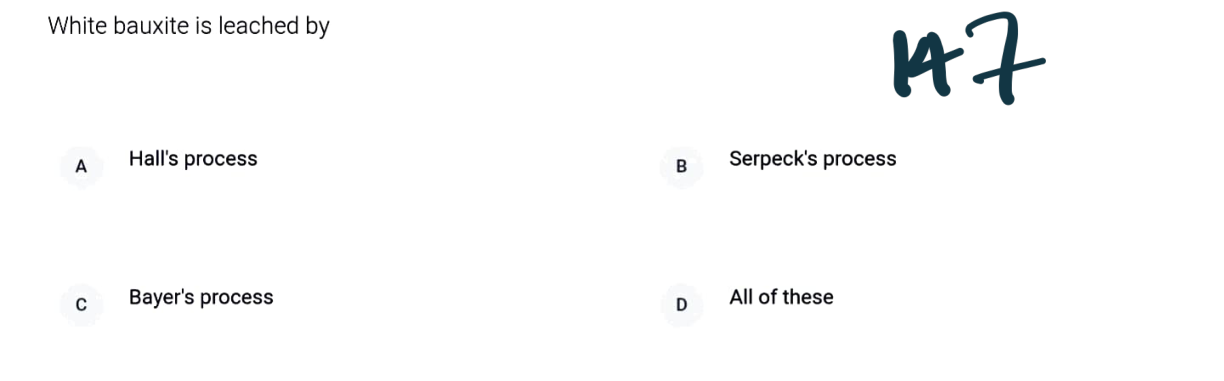 White bauxite is leached by
147
A Hall's process
B Serpeck's process
C Bayer's process
D All of these